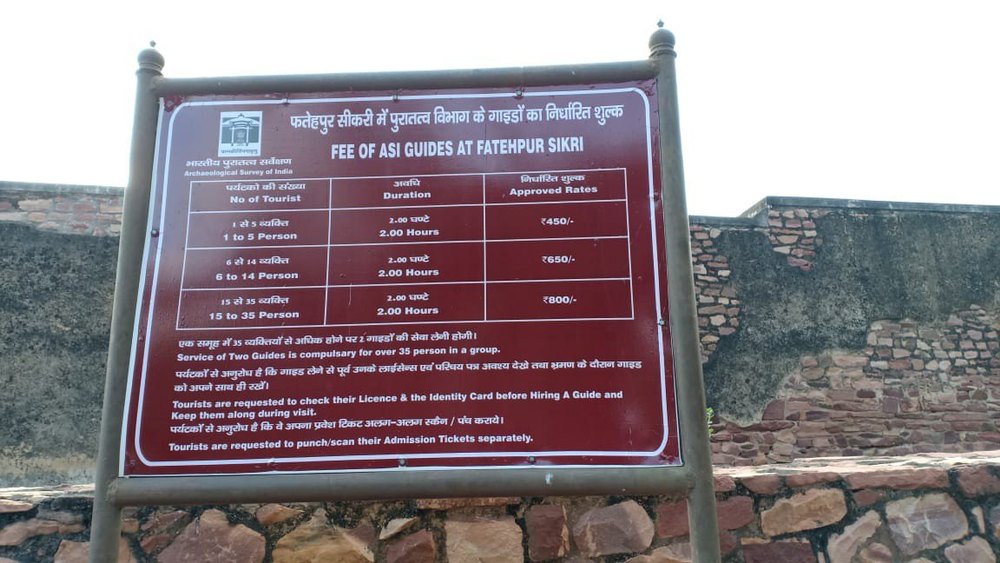 फतेहपुर सीकरी में पुरातत्व विभाग के गाइडों का निर्धारित शुल्क
FEE OF ASI GUIDES AT FATEHPUR SIKRI
भारतीय पुरातत्व सर्वेक्षण
Archaeological Survey of India
पर्यटकों की संख्या अवधि निर्धारित शुल्क
No of Tourist Duration Approved Rates
1 से 5 व्यक्ति 2.00 घण्टे ₹450/-
1 to 5 Person 2.00 Hours
6 से 14 व्यक्ति 2.00 घण्टे ₹650/-
6 to 14 Person 2.00 Hours
15 से 35 व्यक्ति 2.00 घण्टे ₹800/-
15 to 35 Person 2.00 Hours
एक समूह में 35 व्यक्तियों से अधिक होने पर 2 गाइडों की सेवा लेनी होगी।
Service of Two Guides is compulsary for over 35 person in a group.
पर्यटकों से अनुरोध है कि गाइड लेने से पूर्व उनके लाईसेन्स एवं परिचय पत्र अवश्य देखे तथा भ्रमण के दौरान गाइड
को अपने साथ ही रखें।
Tourists are requested to check their Licence & the Identity Card before Hiring A Guide and
Keep them along during visit.
पर्यटकों से अनुरोध है कि वे अपना प्रवेश टिकट अलग-अलग स्कैन / पंच कराये।
Tourists are requested to punch/scan their Admission Tickets separately.